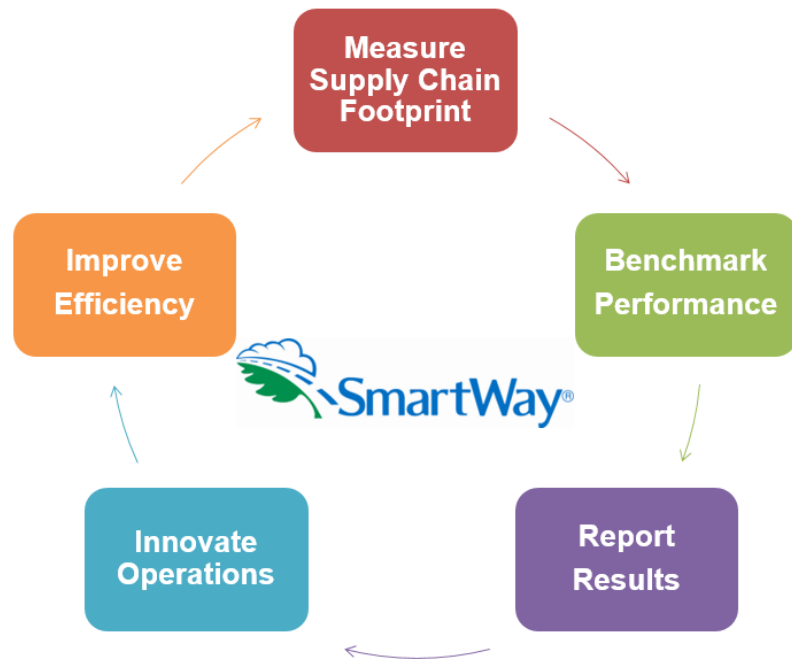 Measure
Supply Chain
Footprint
Improve
Efficiency
Benchmark
Performance
SmartWay®
Innovate
Operations
Report
Results